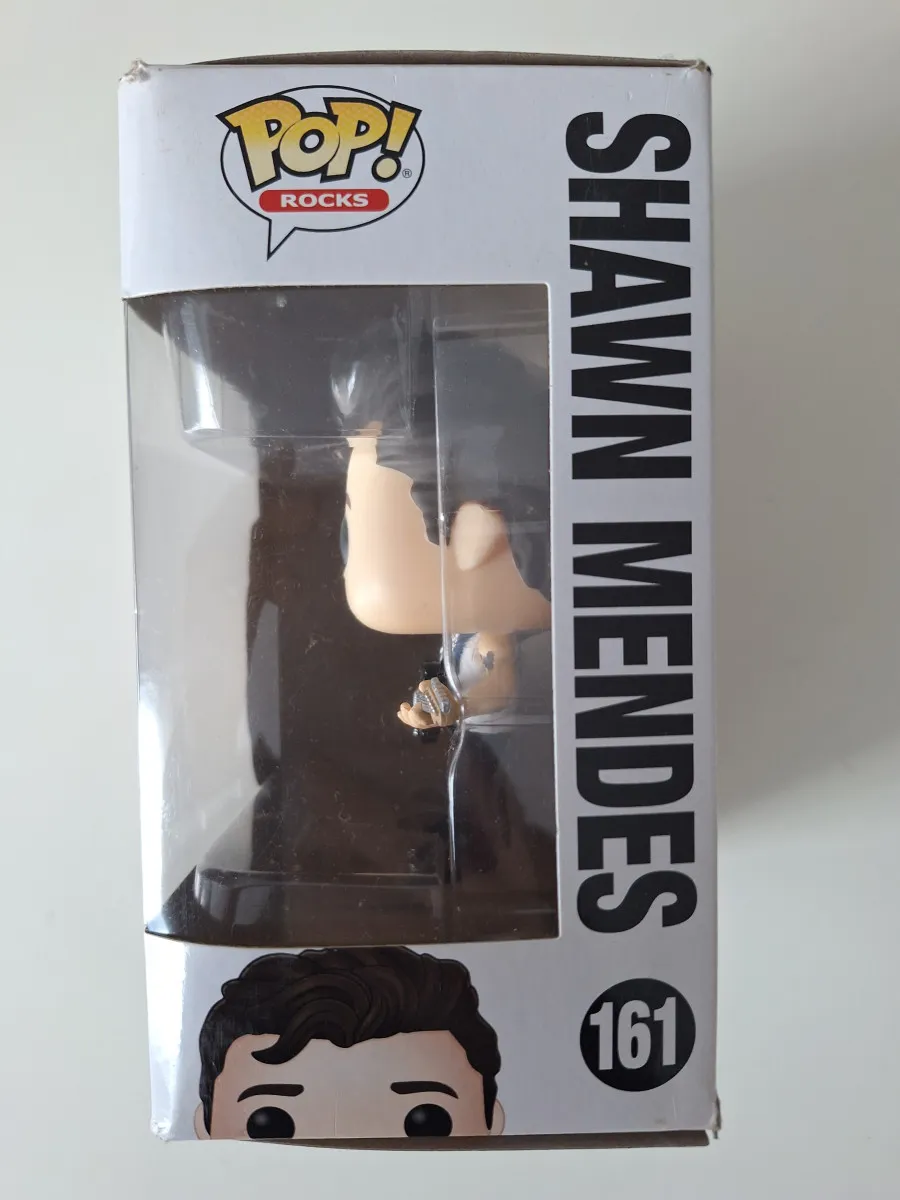 POP!®
ROCKS
SHAWN MENDES
161